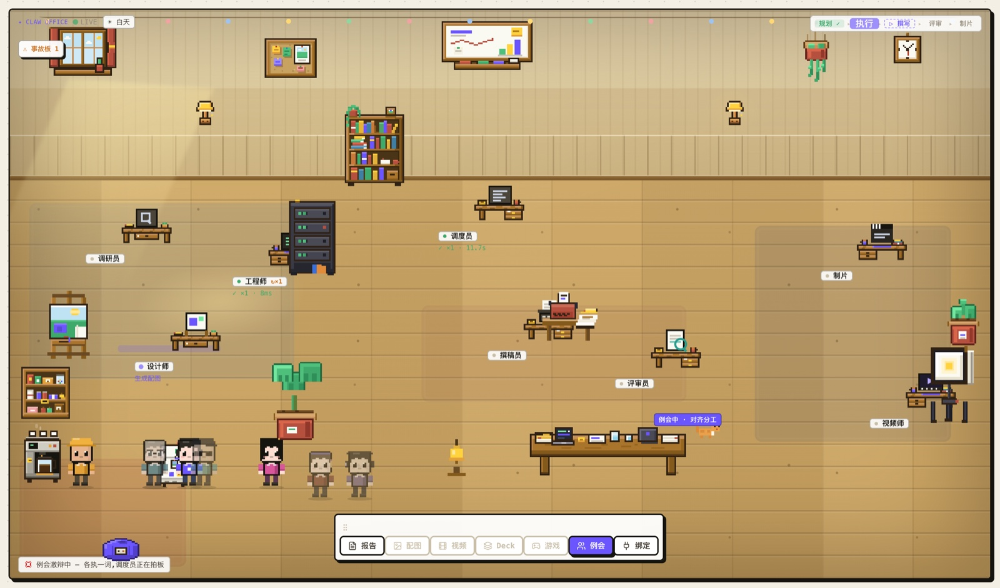 CLAW OFFICE LIVE ☀ 白天
规划 ✓ 执行 ▷ 撰写 评审 制片
⚠ 事故板 1
调度员
✓ ×1 · 11.7s
调研员
制片
工程师 ↻×1
✓ ×1 · 8ms
撰稿员
设计师
生成配图
评审员
例会中 · 对齐分工
视频师
报告 配图 视频 Deck 游戏 例会 绑定
例会激辩中 — 各执一词,调度员正在拍板